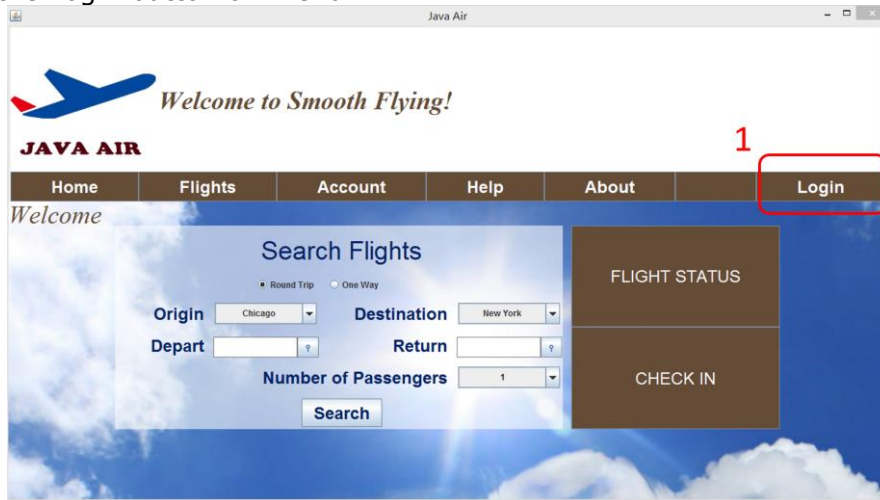 Java Air
Welcome to Smooth Flying!
JAVA AIR
1
Home Flights Account Help About Login
Welcome
Search Flights
Round Trip One Way
FLIGHT STATUS
Origin Chicago Destination New York
Depart ? Return ?
Number of Passengers 1
CHECK IN
Search